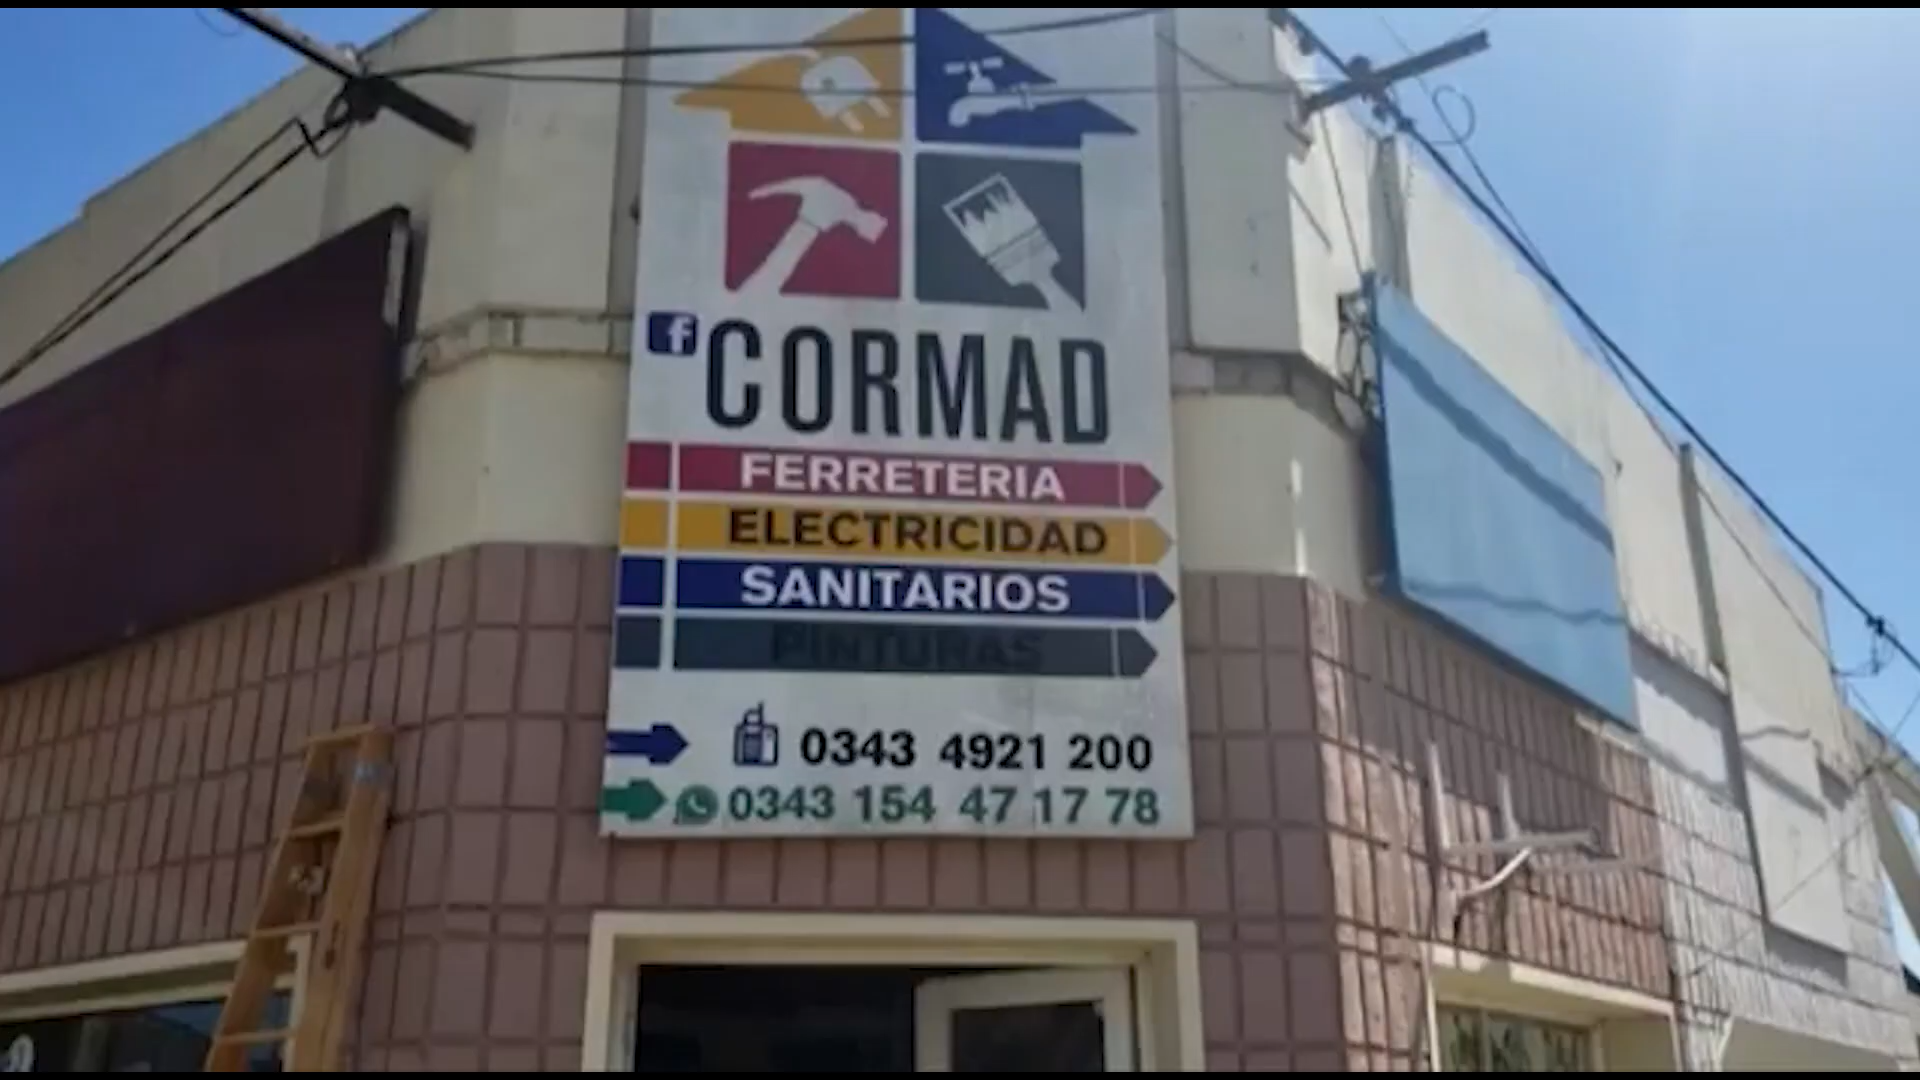 f CORMAD
FERRETERIA
ELECTRICIDAD
SANITARIOS
PINTURAS
0343 4921 200
0343 154 47 17 78